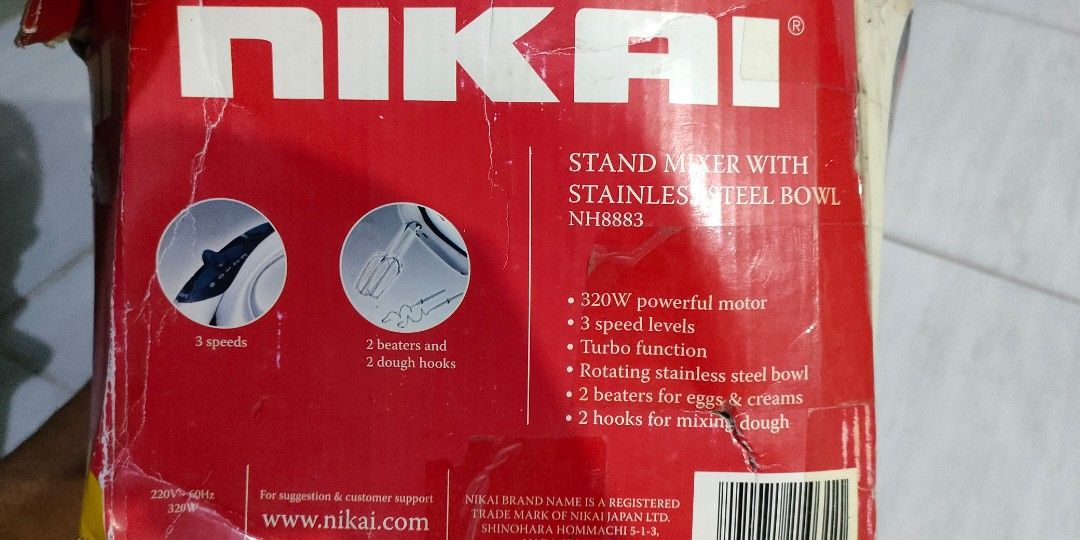 NIKAI®
STAND MIXER WITH
STAINLESS STEEL BOWL
NH8883
• 320W powerful motor
• 3 speed levels
• Turbo function
• Rotating stainless steel bowl
• 2 beaters for eggs & creams
• 2 hooks for mixing dough
3 speeds
2 beaters and
2 dough hooks
220V~ 60Hz
320W
For suggestion & customer support
www.nikai.com
NIKAI BRAND NAME IS A REGISTERED
TRADE MARK OF NIKAI JAPAN LTD.
SHINOHARA HOMMACHI 5-1-3,